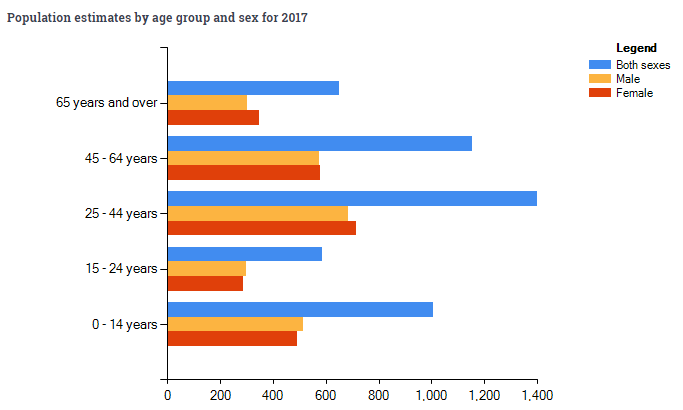 Population estimates by age group and sex for 2017
Legend
Both sexes
Male
Female
65 years and over
45 - 64 years
25 - 44 years
15 - 24 years
0 - 14 years
0 200 400 600 800 1,000 1,200 1,400